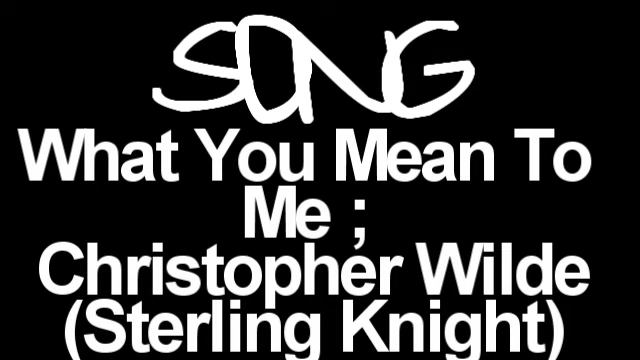 SONG
What You Mean To
Me ;
Christopher Wilde
(Sterling Knight)